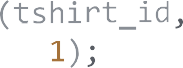 (tshirt_id,
1);